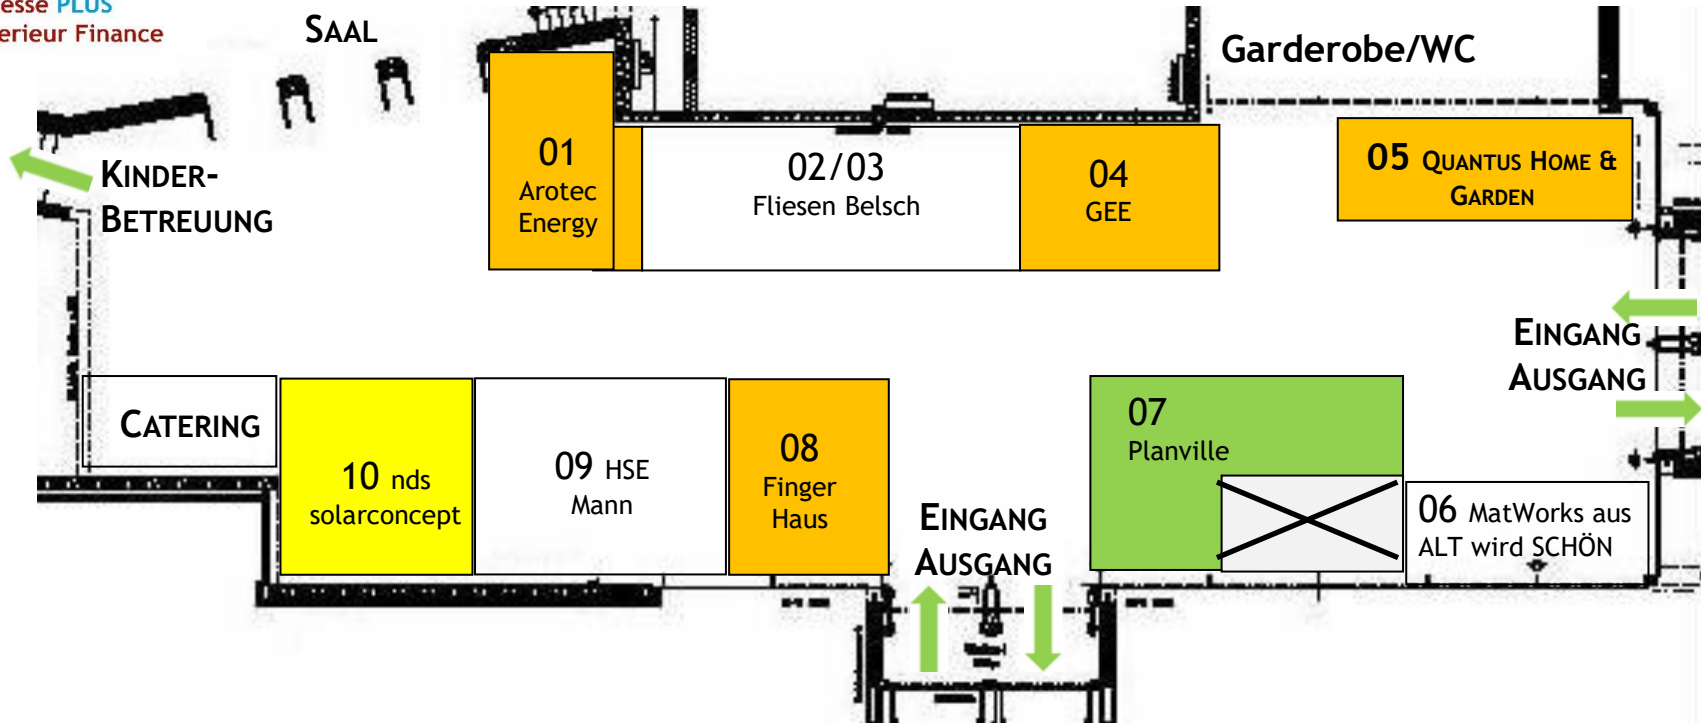 esse PLUS
erieur Finance
SAAL
Garderobe/WC
KINDER-
BETREUUNG
01
Arotec
Energy
02/03
Fliesen Belsch
04
GEE
05 QUANTUS HOME &
GARDEN
EINGANG
AUSGANG
CATERING
10 nds
solarconcept
09 HSE
Mann
08
Finger
Haus
EINGANG
AUSGANG
07
Planville
06 MatWorks aus
ALT wird SCHÖN